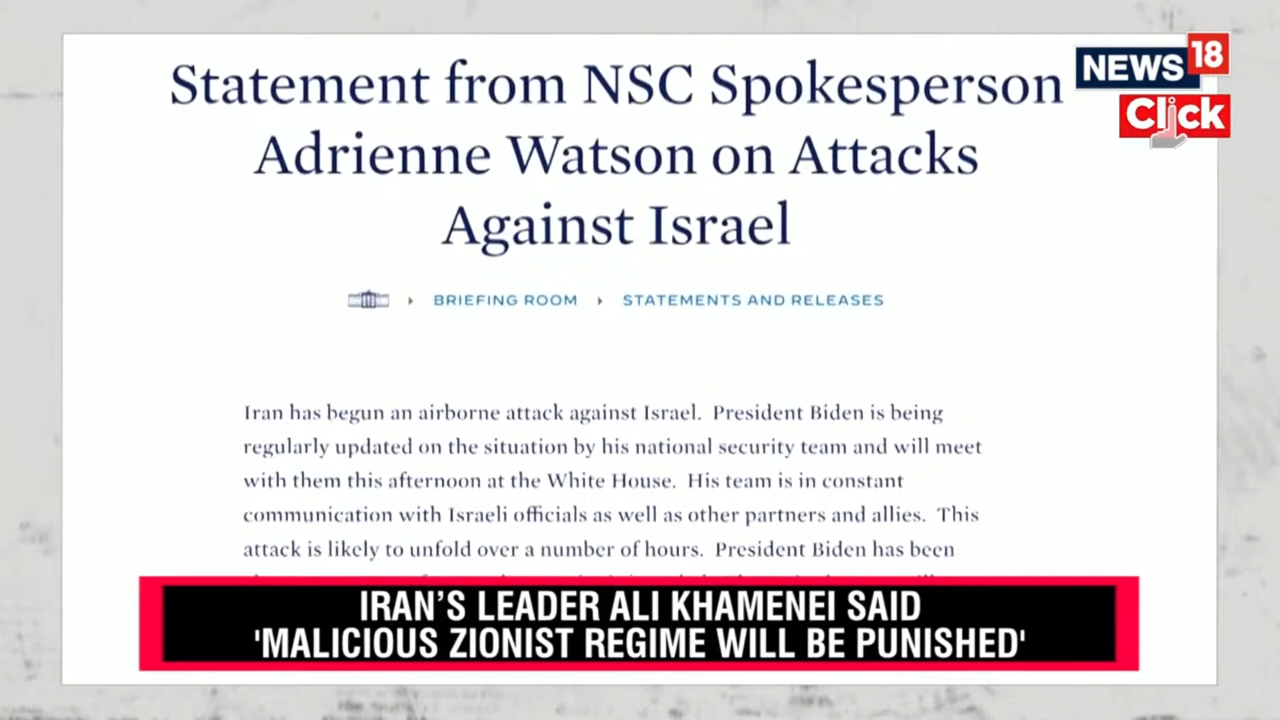 Statement from NSC Spokesperson
Adrienne Watson on Attacks
Against Israel
NEWS 18
Click
BRIEFING ROOM
STATEMENTS AND RELEASES
Iran has begun an airborne attack against Israel. President Biden is being
regularly updated on the situation by his national security team and will meet
with them this afternoon at the White House. His team is in constant
communication with Israeli officials as well as other partners and allies. This
attack is likely to unfold over a number of hours. President Biden has been
IRAN’S LEADER ALI KHAMENEI SAID
'MALICIOUS ZIONIST REGIME WILL BE PUNISHED'